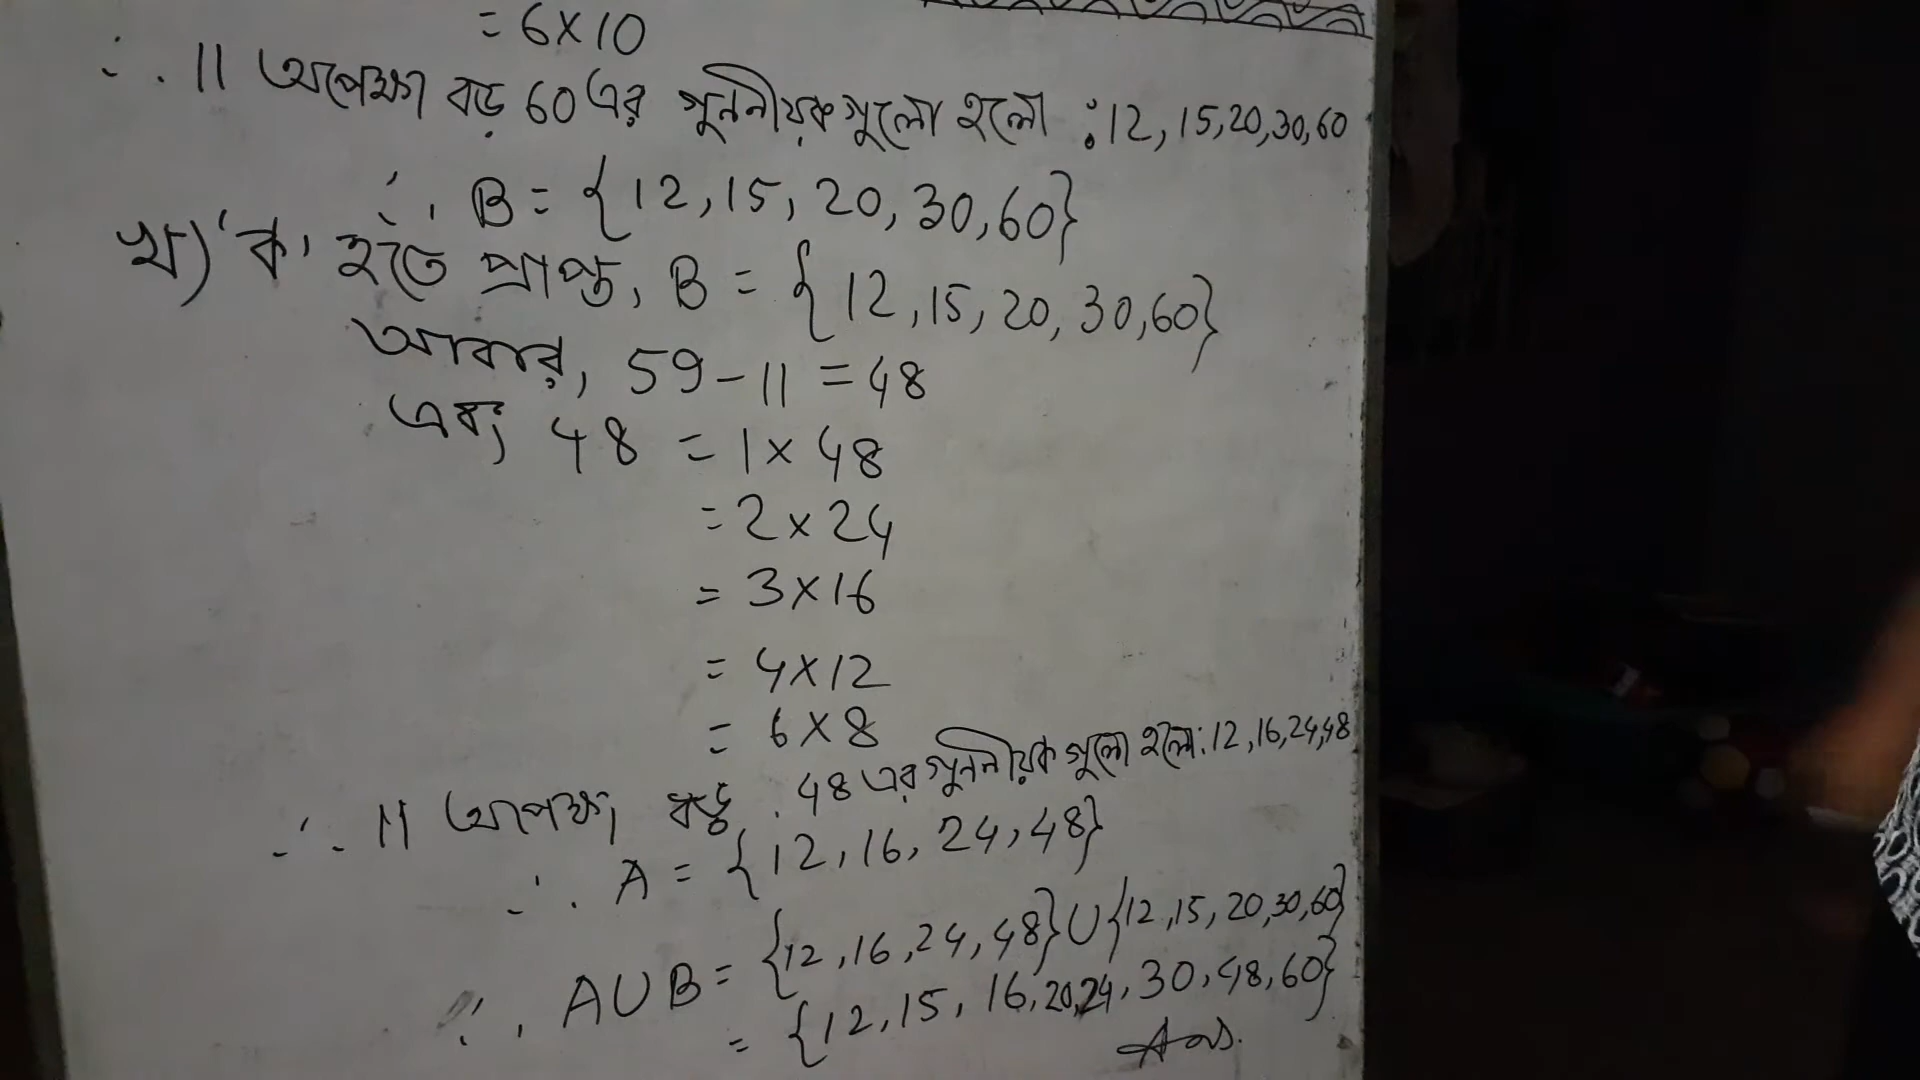 = 6×10
∴ 11 অপেক্ষা বড় 60 এর গুননীয়কগুলো হলো : 12, 15, 20, 30, 60
∴ B = {12, 15, 20, 30, 60}
খ) 'ক' হতে প্রাপ্ত, B = {12, 15, 20, 30, 60}
আবার, 59 - 11 = 48
এবং 48 = 1 × 48
= 2 × 24
= 3 × 16
= 4 × 12
= 6 × 8
∴ 11 অপেক্ষা বড় 48 এর গুননীয়কগুলো হলো: 12, 16, 24, 48
∴ A = {12, 16, 24, 48}
∴ A∪B = {12, 16, 24, 48} ∪ {12, 15, 20, 30, 60}
= {12, 15, 16, 20, 24, 30, 48, 60}
Ans.